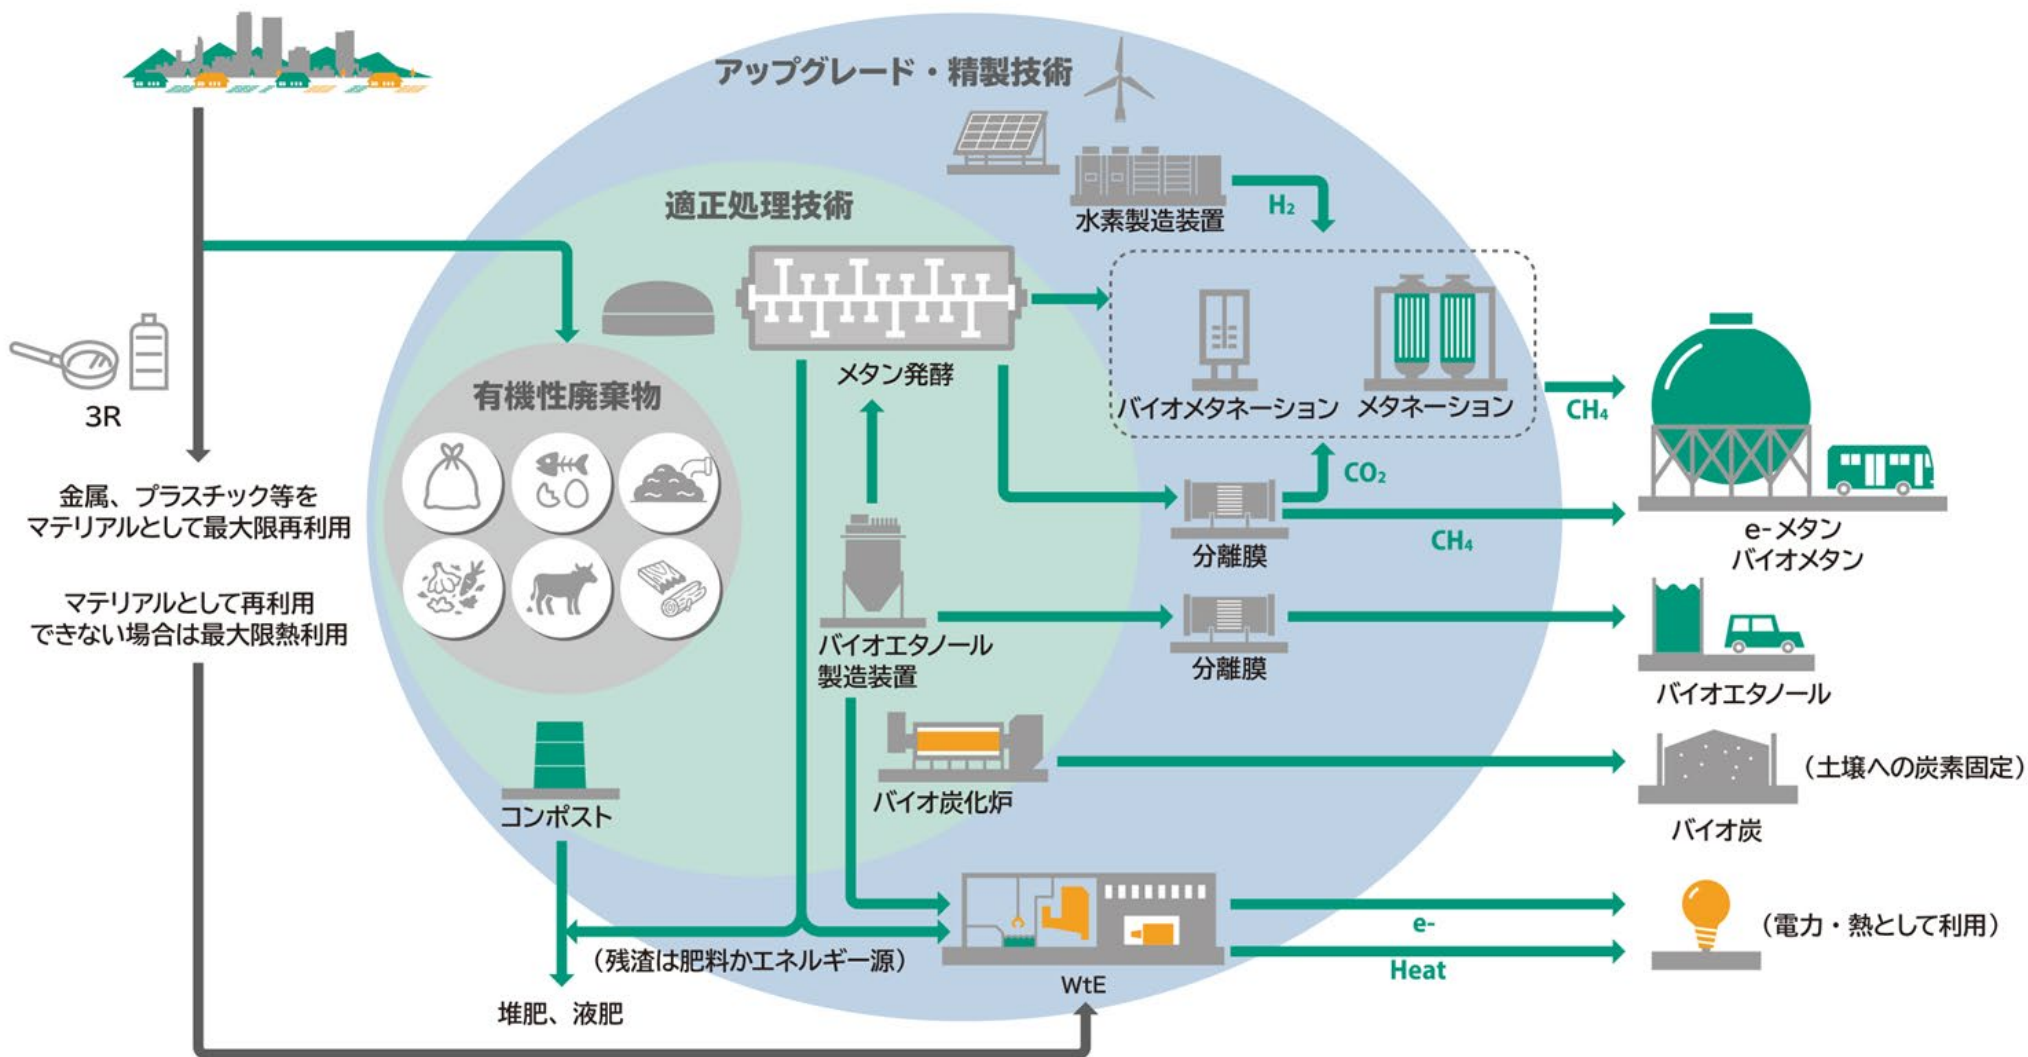 アップグレード・精製技術
適正処理技術
水素製造装置
H₂
メタン発酵
バイオメタネーション
メタネーション
CH₄
3R
有機性廃棄物
金属、プラスチック等を
マテリアルとして最大限再利用
マテリアルとして再利用
できない場合は最大限熱利用
CO₂
分離膜
CH₄
e-メタン
バイオメタン
バイオエタノール
製造装置
分離膜
バイオエタノール
コンポスト
バイオ炭化炉
(土壌への炭素固定)
バイオ炭
(残渣は肥料かエネルギー源)
堆肥、液肥
WtE
e-
Heat
(電力・熱として利用)